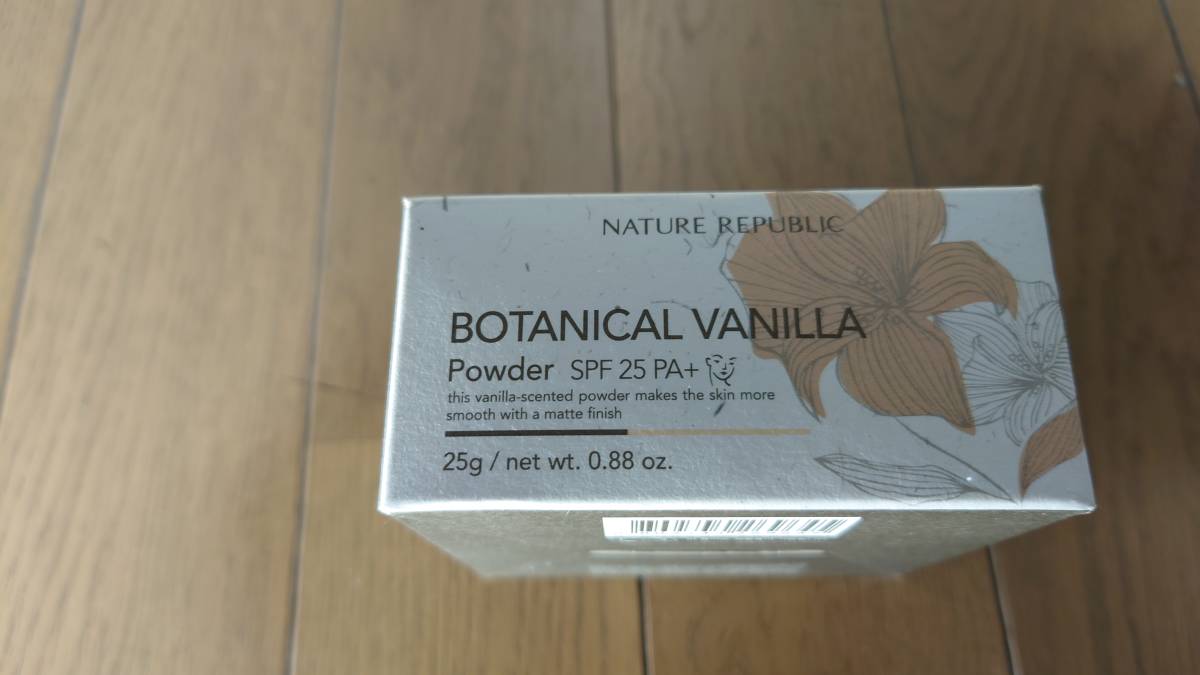 NATURE REPUBLIC
BOTANICAL VANILLA
Powder SPF 25 PA+
this vanilla-scented powder makes the skin more
smooth with a matte finish
25g / net wt. 0.88 oz.